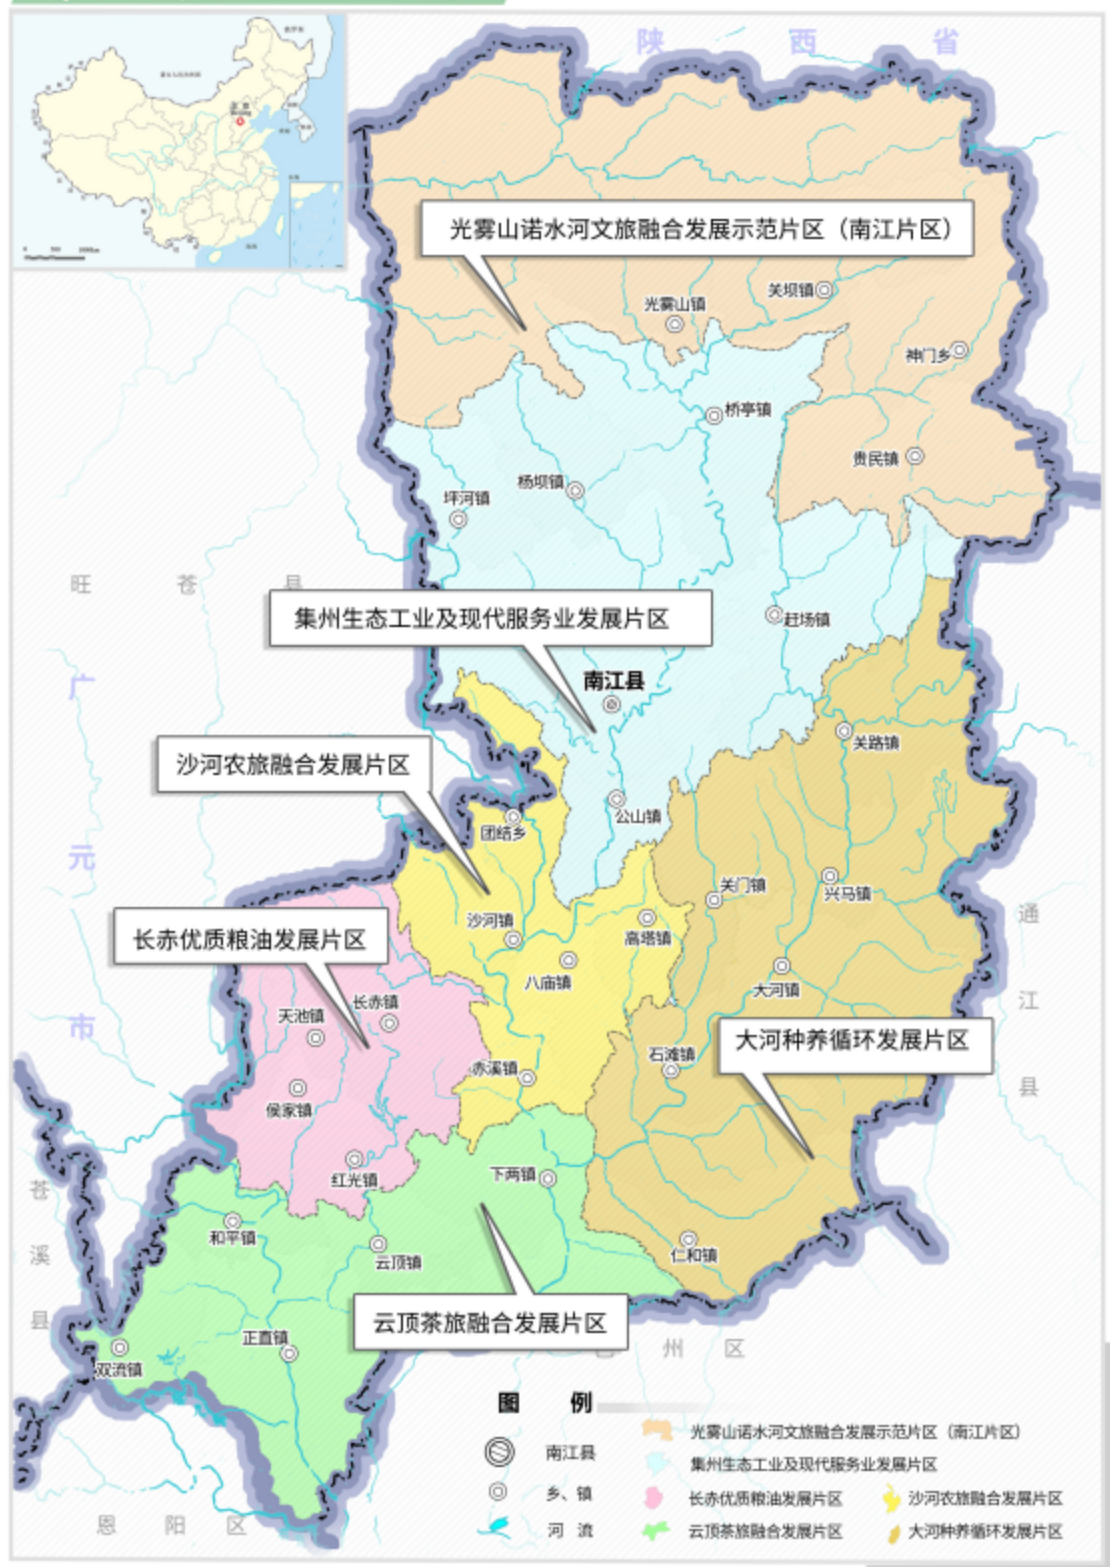 陕 西 省
北京
Beijing
光雾山诺水河文旅融合发展示范片区（南江片区）
关坝镇
光雾山镇
神门乡
桥亭镇
贵民镇
杨坝镇
坪河镇
旺 苍 县
集州生态工业及现代服务业发展片区
赶场镇
南江县
广
元
市
关路镇
沙河农旅融合发展片区
公山镇
团结乡
关门镇
兴马镇
长赤优质粮油发展片区
沙河镇
高塔镇
八庙镇
大河镇
通
江
县
长赤镇
天池镇
大河种养循环发展片区
石滩镇
赤溪镇
侯家镇
红光镇
下两镇
苍
溪
县
和平镇
云顶镇
仁和镇
云顶茶旅融合发展片区
正直镇
双流镇
州 区
图 例
南江县
乡、镇
河 流
光雾山诺水河文旅融合发展示范片区（南江片区）
集州生态工业及现代服务业发展片区
长赤优质粮油发展片区
沙河农旅融合发展片区
云顶茶旅融合发展片区
大河种养循环发展片区
恩 阳 区